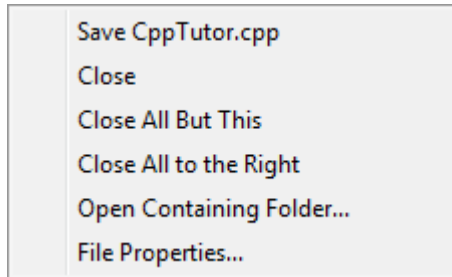 Save CppTutor.cpp
Close
Close All But This
Close All to the Right
Open Containing Folder...
File Properties...